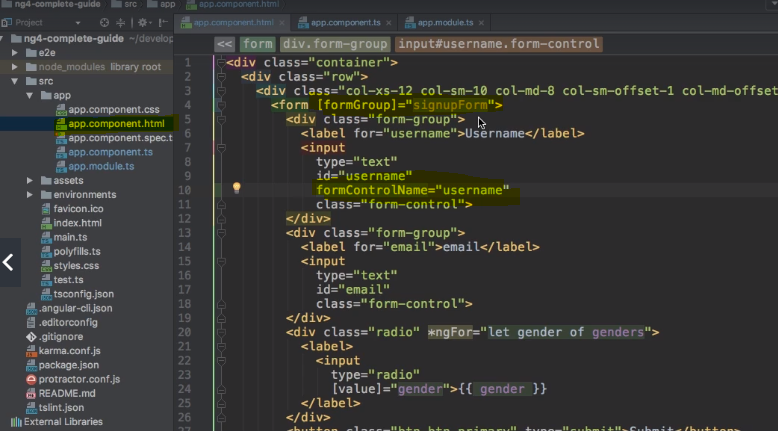 ng4-complete-guide src app app.component.html
Project
app.component.html app.component.ts app.module.ts
ng4-complete-guide ~/develop
e2e
node_modules library root
src
app
app.component.css
app.component.html
app.component.spec.t
app.component.ts
app.module.ts
assets
environments
favicon.ico
index.html
main.ts
polyfills.ts
styles.css
test.ts
tsconfig.json
.angular-cli.json
.editorconfig
.gitignore
karma.conf.js
package.json
protractor.conf.js
README.md
tslint.json
External Libraries
<< form div.form-group input#username.form-control
1 <div class="container">
2 <div class="row">
3 <div class="col-xs-12 col-sm-10 col-md-8 col-sm-offset-1 col-md-offset
4 <form [formGroup]="signupForm">
5 <div class="form-group">
6 <label for="username">Username</label>
7 <input
8 type="text"
9 id="username"
10 formControlName="username"
11 class="form-control">
12 </div>
13 <div class="form-group">
14 <label for="email">email</label>
15 <input
16 type="text"
17 id="email"
18 class="form-control">
19 </div>
20 <div class="radio" *ngFor="let gender of genders">
21 <label>
22 <input
23 type="radio"
24 [value]="gender">{{ gender }}
25 </label>
26 </div>
27 <button class="btn btn-primary" type="submit">Submit</button>